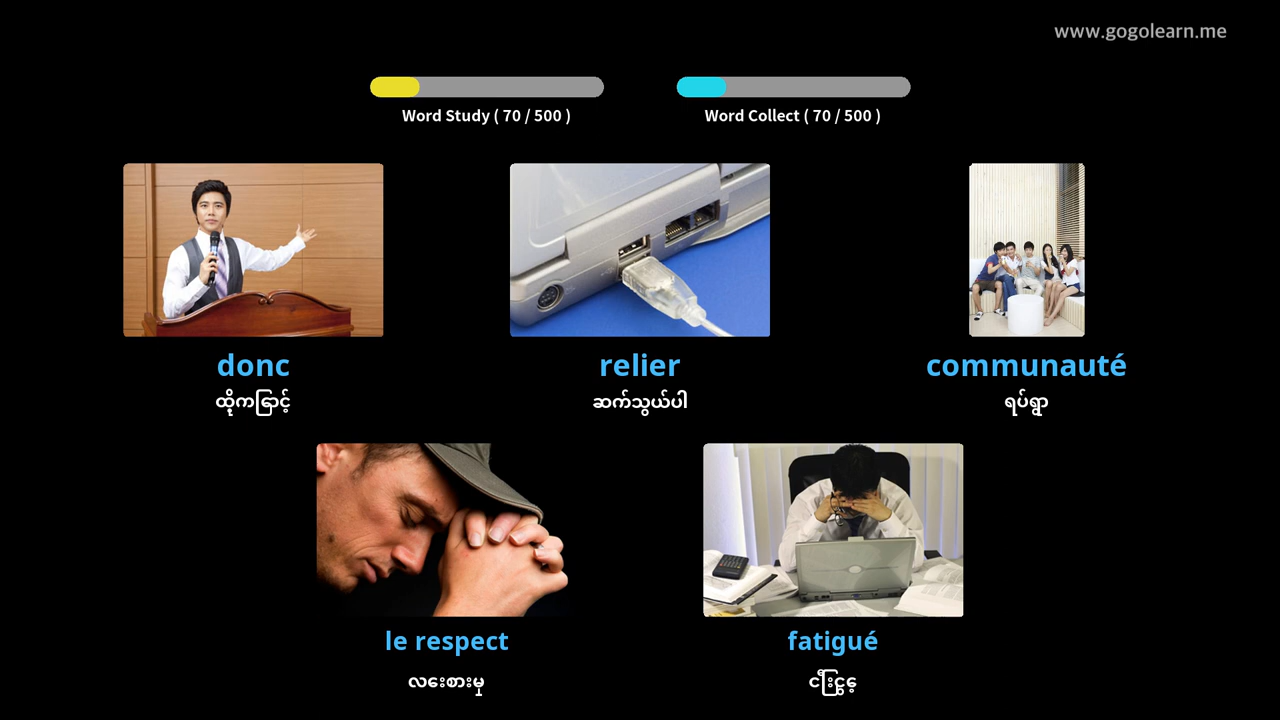 www.gogolearn.me
Word Study ( 70 / 500 )
Word Collect ( 70 / 500 )
donc
relier
communauté
ထို့ကြောင့်
ဆက်သွယ်ပါ
ရပ်ရွာ
le respect
fatigué
လေးစားမှု
ငြီးငွေ့